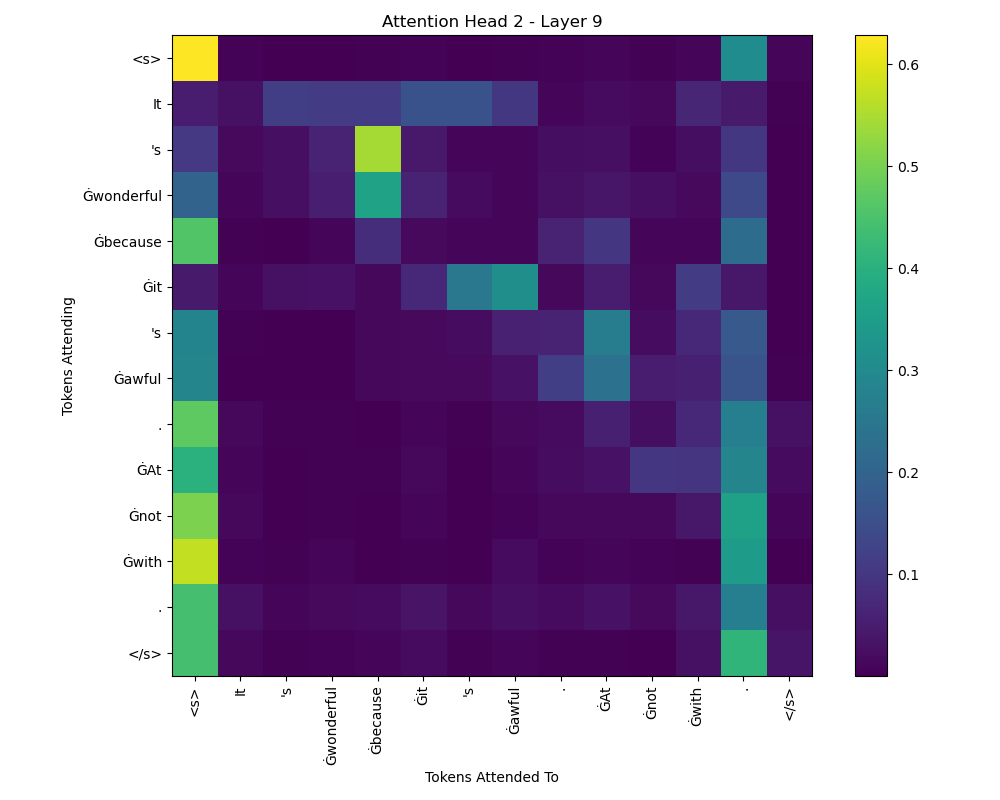 Attention Head 2 - Layer 9
<s>
It
's
Ġwonderful
Ġbecause
Ġit
's
Ġawful
.
ĠAt
Ġnot
Ġwith
.
</s>
Tokens Attending
<s>
It
's
Ġwonderful
Ġbecause
Ġit
's
Ġawful
.
ĠAt
Ġnot
Ġwith
.
</s>
Tokens Attended To
0.6
0.5
0.4
0.3
0.2
0.1